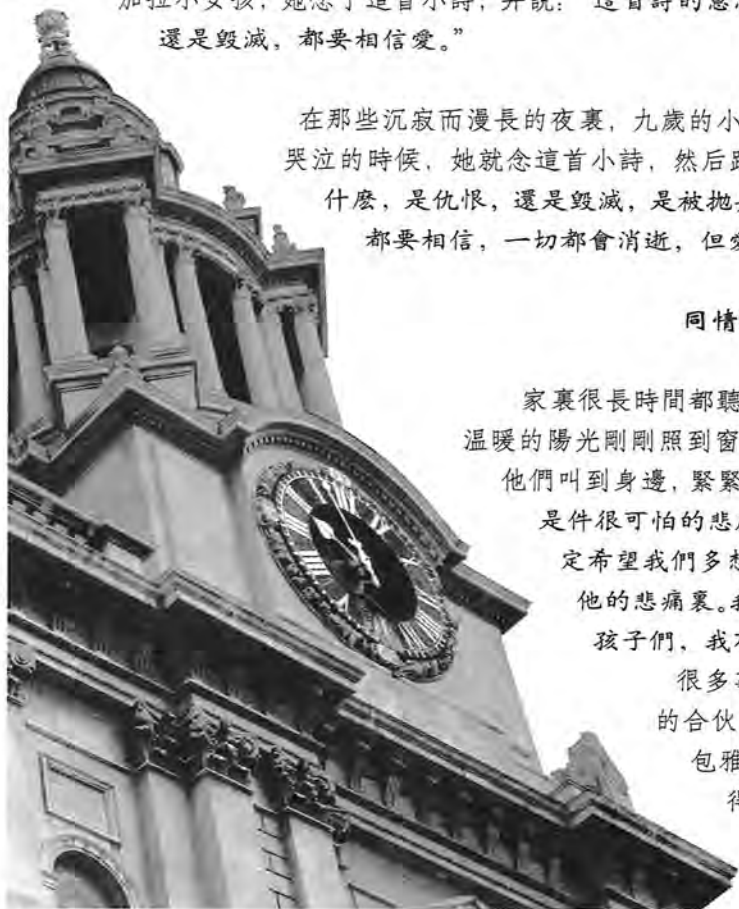 加拉小女孩，她念了這首小詩，并說：“這首詩的意
還是毀滅，都要相信愛。”
在那些沉寂而漫長的夜裏，九歲的小
哭泣的時候，她就念這首小詩，然后
什麽，是仇恨，還是毀滅，是被拋
都要相信，一切都會消逝，但愛
同情
家裏很長時間都聽
温暖的陽光剛剛照到窗
他們叫到身邊，緊緊
是件很可怕的悲
定希望我們多想
他的悲痛裏。我
孩子們，我
很多
的合伙
包雅
得